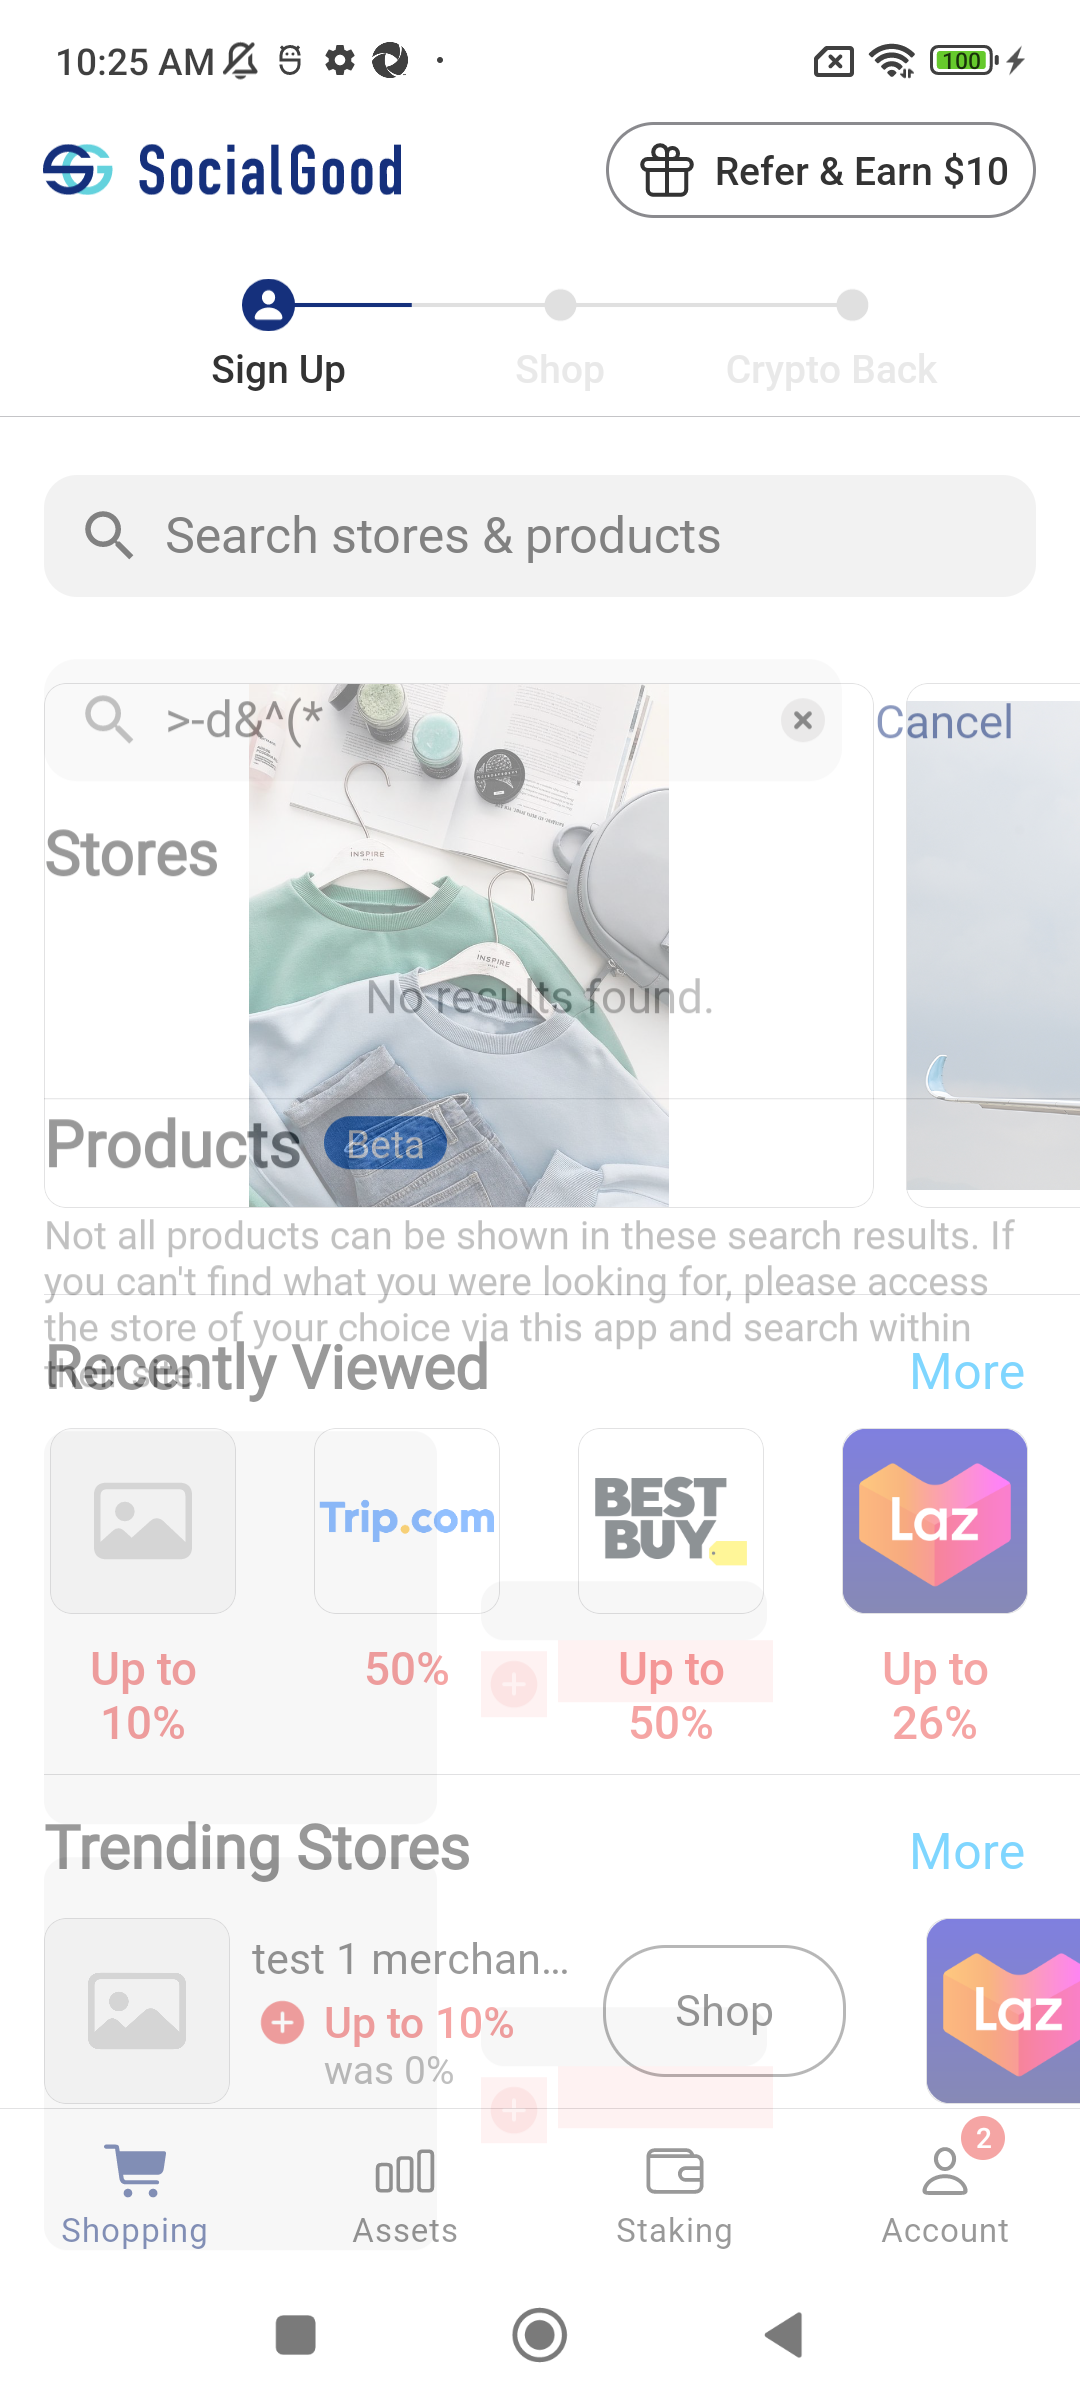 10:25 AM
100
SocialGood
Refer & Earn $10
Sign Up
Shop
Crypto Back
Search stores & products
>-d&^(*
Cancel
Stores
INSPIRE
INSPIRE
No results found.
Products
Beta
Not all products can be shown in these search results. If
you can't find what you were looking for, please access
the store of your choice via this app and search within
their site.
Recently Viewed
More
Trip.com
BEST
BUY
Laz
Up to
10%
50%
Up to
50%
Up to
26%
Trending Stores
More
test 1 merchan...
Up to 10%
was 0%
Shop
Laz
2
Shopping
Assets
Staking
Account